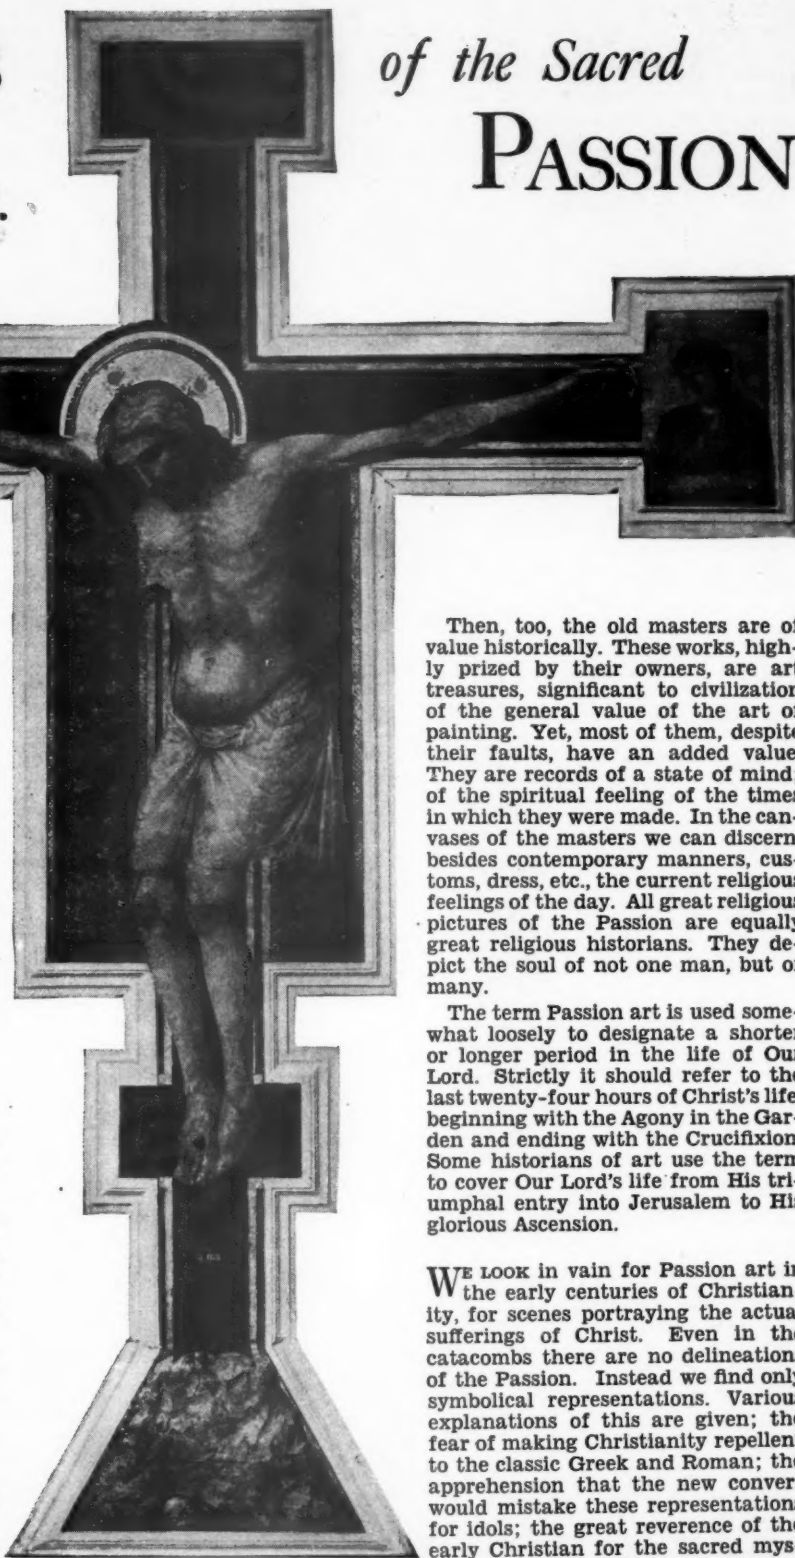 of the Sacred
PASSION
Then, too, the old masters are of
value historically. These works, high-
ly prized by their owners, are art
treasures, significant to civilization
of the general value of the art of
painting. Yet, most of them, despite
their faults, have an added value.
They are records of a state of mind,
of the spiritual feeling of the times
in which they were made. In the can-
vases of the masters we can discern,
besides contemporary manners, cus-
toms, dress, etc., the current religious
feelings of the day. All great religious
pictures of the Passion are equally
great religious historians. They de-
pict the soul of not one man, but of
many.
The term Passion art is used some-
what loosely to designate a shorter
or longer period in the life of Our
Lord. Strictly it should refer to the
last twenty-four hours of Christ's life,
beginning with the Agony in the Gar-
den and ending with the Crucifixion.
Some historians of art use the term
to cover Our Lord's life from His tri-
umphal entry into Jerusalem to His
glorious Ascension.
WE LOOK in vain for Passion art in
the early centuries of Christian-
ity, for scenes portraying the actual
sufferings of Christ. Even in the
catacombs there are no delineations
of the Passion. Instead we find only
symbolical representations. Various
explanations of this are given; the
fear of making Christianity repellent
to the classic Greek and Roman; the
apprehension that the new convert
would mistake these representations
for idols; the great reverence of the
early Christian for the sacred mys-